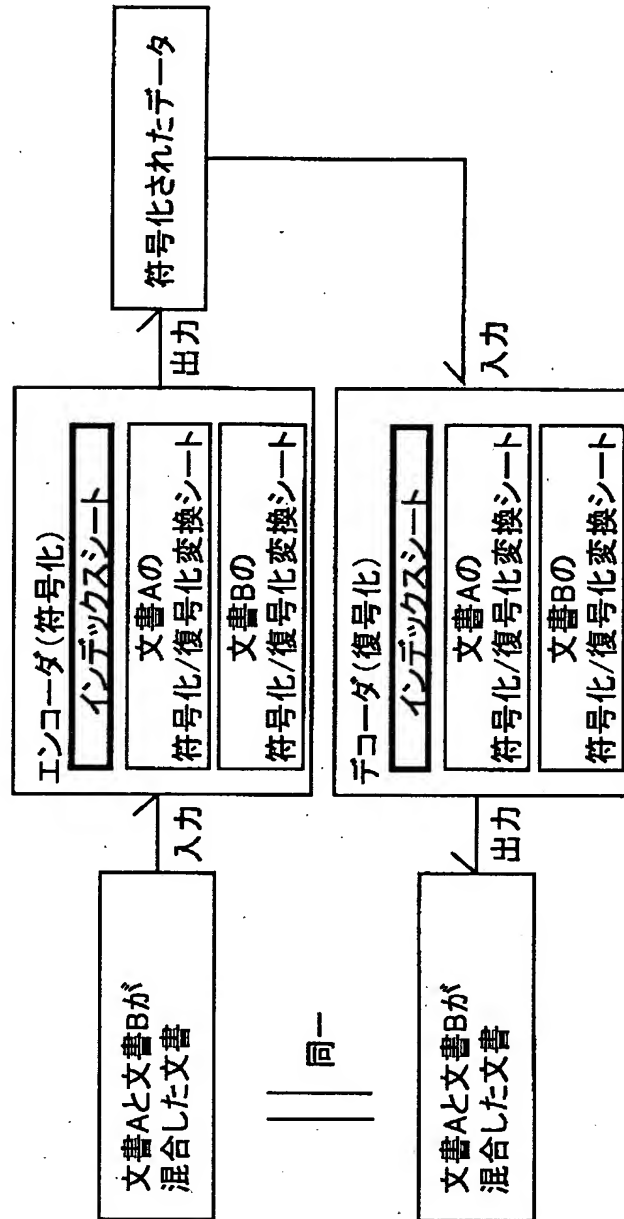 文書Aと文書Bが
混合した文書
入力
エンコーダ(符号化)
インデックスシート
文書Aの
符号化/復号化変換シート
文書Bの
符号化/復号化変換シート
出力
符号化されたデータ
入力
デコーダ(復号化)
インデックスシート
文書Aの
符号化/復号化変換シート
文書Bの
符号化/復号化変換シート
出力
文書Aと文書Bが
混合した文書
同一